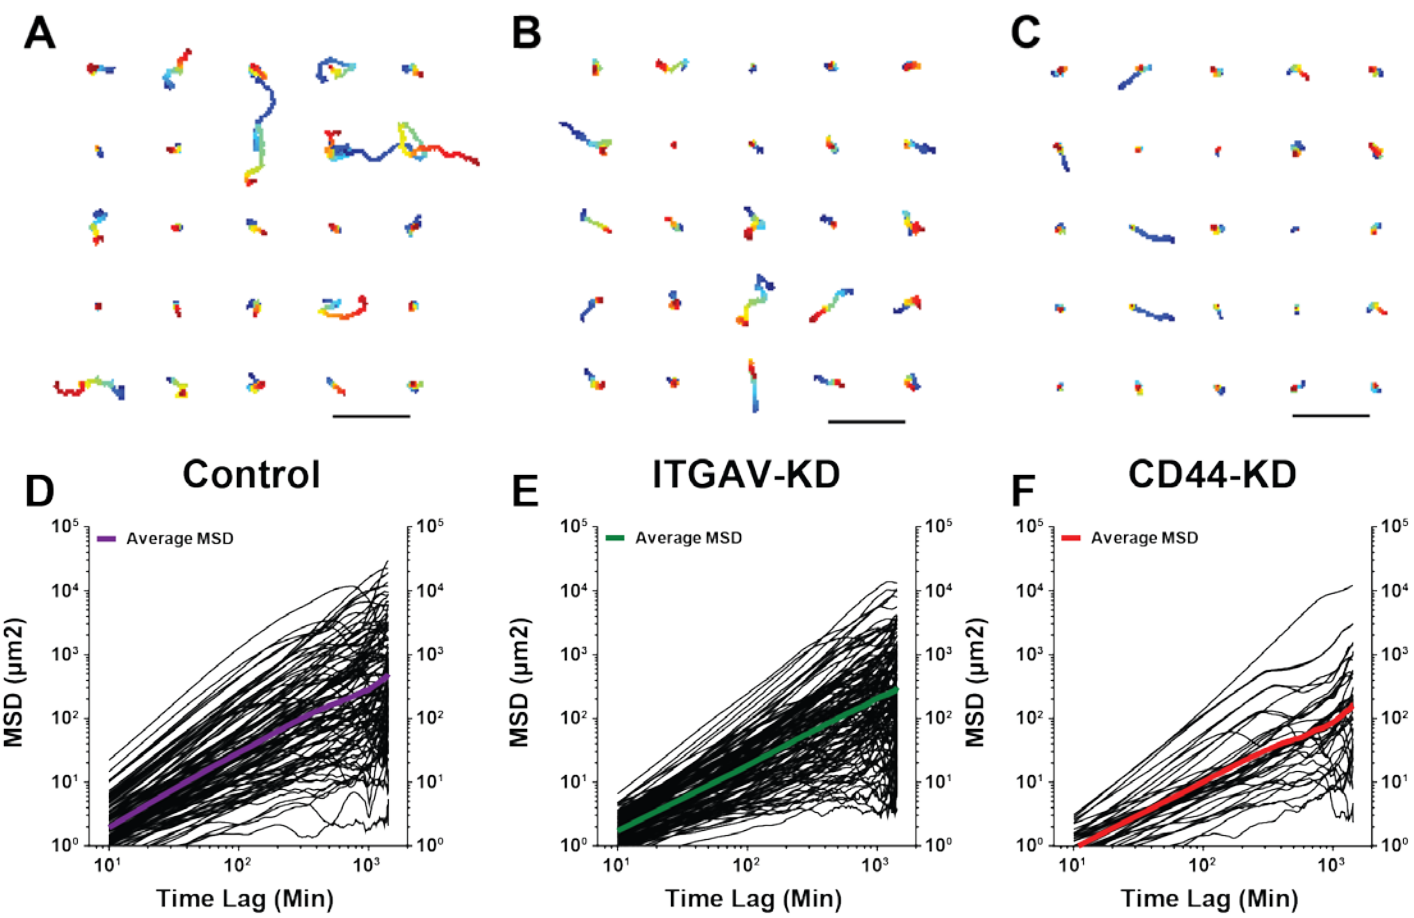 A B C
Control ITGAV-KD CD44-KD
D E F
Average MSD Average MSD Average MSD
10⁵ 10⁵ 10⁵ 10⁵ 10⁵ 10⁵
10⁴ 10⁴ 10⁴ 10⁴ 10⁴ 10⁴
10³ 10³ 10³ 10³ 10³ 10³
10² 10² 10² 10² 10² 10²
10¹ 10¹ 10¹ 10¹ 10¹ 10¹
10⁰ 10⁰ 10⁰ 10⁰ 10⁰ 10⁰
MSD (µm2) MSD (µm2) MSD (µm2)
10¹ 10² 10³ 10¹ 10² 10³ 10¹ 10² 10³
Time Lag (Min) Time Lag (Min) Time Lag (Min)